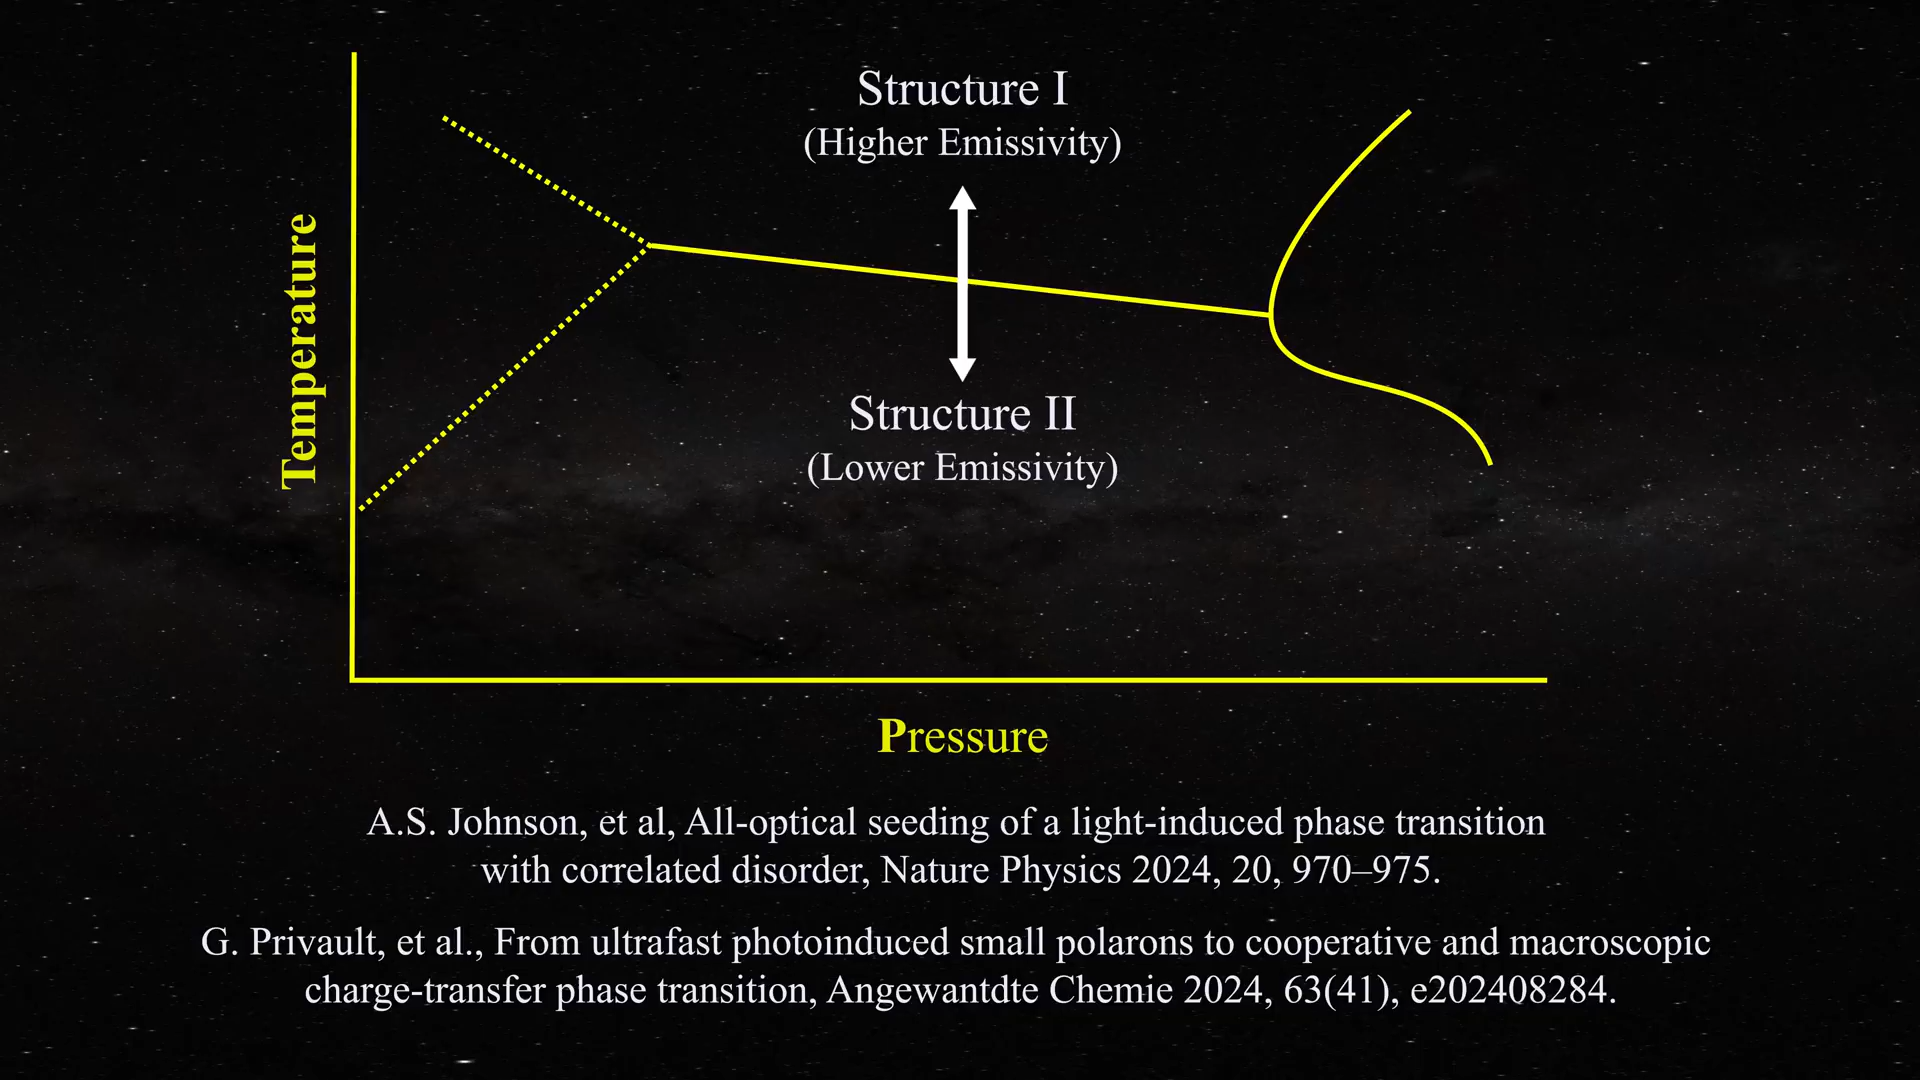 Structure I
(Higher Emissivity)
Temperature
Structure II
(Lower Emissivity)
Pressure
A.S. Johnson, et al, All-optical seeding of a light-induced phase transition
with correlated disorder, Nature Physics 2024, 20, 970–975.
G. Privault, et al., From ultrafast photoinduced small polarons to cooperative and macroscopic
charge-transfer phase transition, Angewantdte Chemie 2024, 63(41), e202408284.